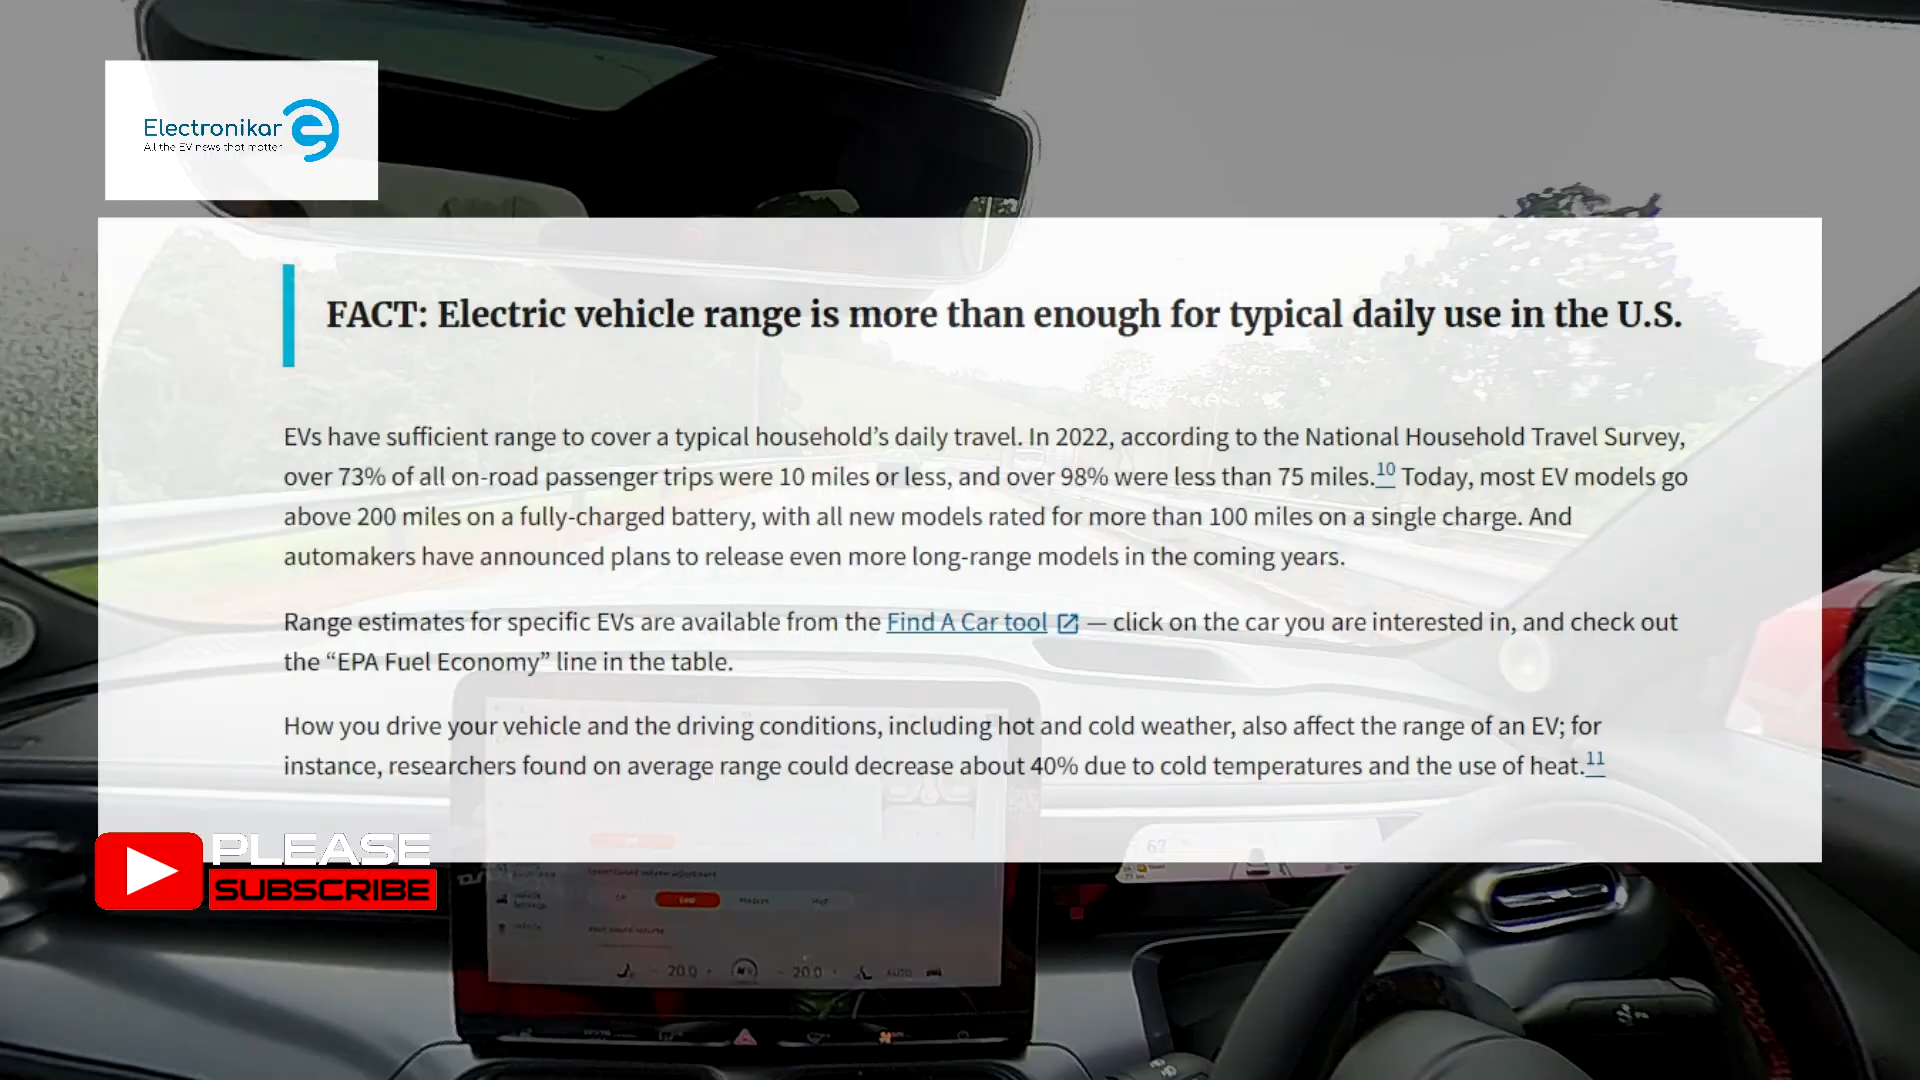 Electronikar
All the EV news that matter
FACT: Electric vehicle range is more than enough for typical daily use in the U.S.
EVs have sufficient range to cover a typical household’s daily travel. In 2022, according to the National Household Travel Survey,
over 73% of all on-road passenger trips were 10 miles or less, and over 98% were less than 75 miles.10 Today, most EV models go
above 200 miles on a fully-charged battery, with all new models rated for more than 100 miles on a single charge. And
automakers have announced plans to release even more long-range models in the coming years.
Range estimates for specific EVs are available from the Find A Car tool — click on the car you are interested in, and check out
the “EPA Fuel Economy” line in the table.
How you drive your vehicle and the driving conditions, including hot and cold weather, also affect the range of an EV; for
instance, researchers found on average range could decrease about 40% due to cold temperatures and the use of heat.11
PLEASE
SUBSCRIBE
67
Low
20.0
20.0
AUTO